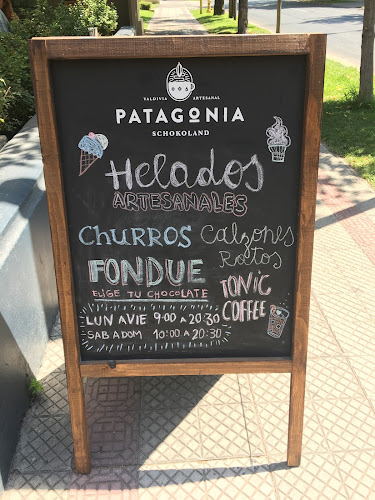 VALDIVIA ARTESANAL
PATAGONIA
SCHOKOLAND
Helados
ARTESANALES
CHURROS Calzones
Rotos
FONDUE
ELIGE TU CHOCOLATE
TONIC
COFFEE
LUN A VIE 9:00 A 20:30
SAB A DOM 10:00 A 20:30